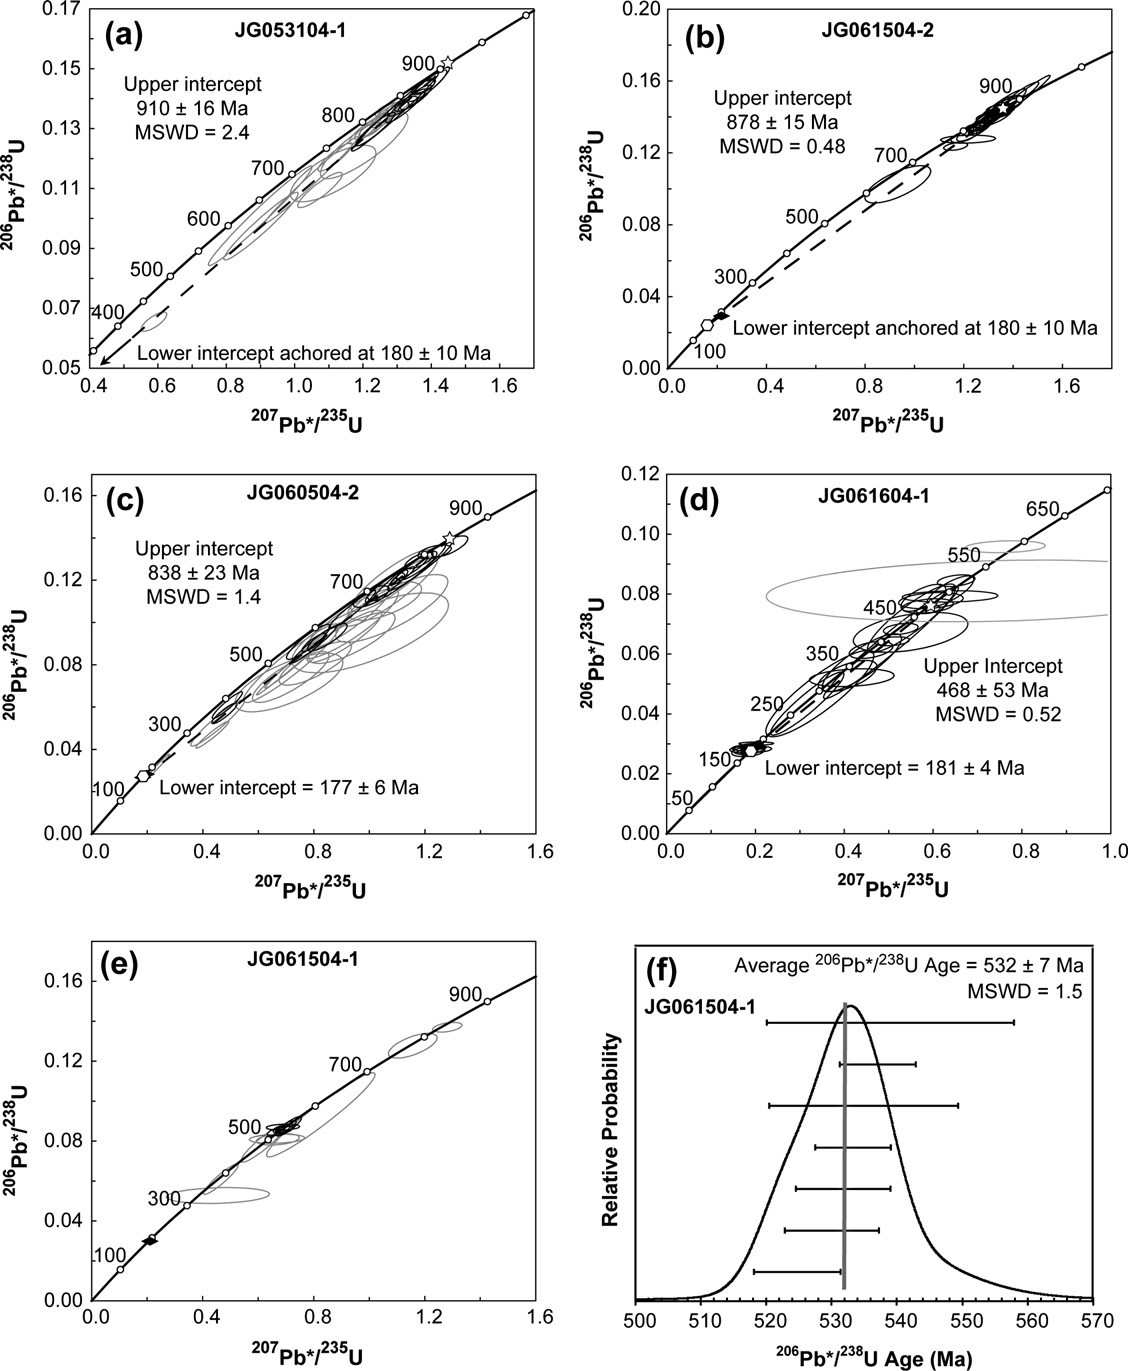 (a)
JG053104-1
Upper intercept
910 ± 16 Ma
MSWD = 2.4
900
800
700
600
500
400
Lower intercept achored at 180 ± 10 Ma
0.17
0.15
0.13
0.11
0.09
0.07
0.05
0.4 0.6 0.8 1.0 1.2 1.4 1.6
206Pb*/238U
207Pb*/235U
(b)
JG061504-2
Upper intercept
878 ± 15 Ma
MSWD = 0.48
900
700
500
300
100
Lower intercept anchored at 180 ± 10 Ma
0.20
0.16
0.12
0.08
0.04
0.00
0.0 0.4 0.8 1.2 1.6
206Pb*/238U
207Pb*/235U
(c)
JG060504-2
Upper intercept
838 ± 23 Ma
MSWD = 1.4
900
700
500
300
100
Lower intercept = 177 ± 6 Ma
0.16
0.12
0.08
0.04
0.00
0.0 0.4 0.8 1.2 1.6
206Pb*/238U
207Pb*/235U
(d)
JG061604-1
650
550
450
350
250
150
50
Upper Intercept
468 ± 53 Ma
MSWD = 0.52
Lower intercept = 181 ± 4 Ma
0.12
0.10
0.08
0.06
0.04
0.02
0.00
0.2 0.4 0.6 0.8 1.0
206Pb*/238U
207Pb*/235U
(e)
JG061504-1
900
700
500
300
100
0.16
0.12
0.08
0.04
0.00
0.0 0.4 0.8 1.2 1.6
206Pb*/238U
207Pb*/235U
(f)
Average 206Pb*/238U Age = 532 ± 7 Ma
MSWD = 1.5
JG061504-1
Relative Probability
500 510 520 530 540 550 560 570
206Pb*/238U Age (Ma)